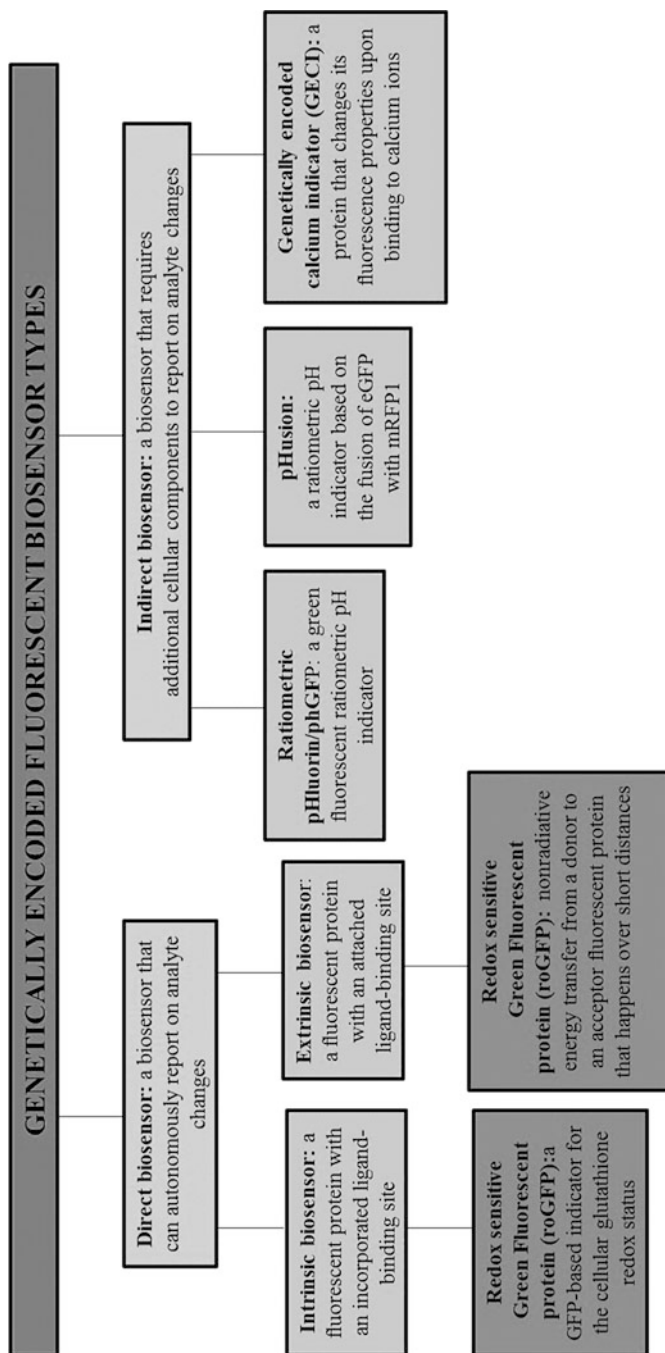 GENETICALLY ENCODED FLUORESCENT BIOSENSOR TYPES
Direct biosensor: a biosensor that
can autonomously report on analyte
changes
Indirect biosensor: a biosensor that requires
additional cellular components to report on analyte changes
Intrinsic biosensor: a
fluorescent protein with
an incorporated ligand-
binding site
Extrinsic biosensor:
a fluorescent protein
with an attached
ligand-binding site
Ratiometric
pHluorin/phGFP: a green
fluorescent ratiometric pH
indicator
pHusion:
a ratiometric pH
indicator based on
the fusion of eGFP
with mRFP1
Genetically encoded
calcium indicator (GECI): a
protein that changes its
fluorescence properties upon
binding to calcium ions
Redox sensitive
Green Fluorescent
protein (roGFP):a
GFP-based indicator for
the cellular glutathione
redox status
Redox sensitive
Green Fluorescent
protein (roGFP): nonradiative
energy transfer from a donor to
an acceptor fluorescent protein
that happens over short distances